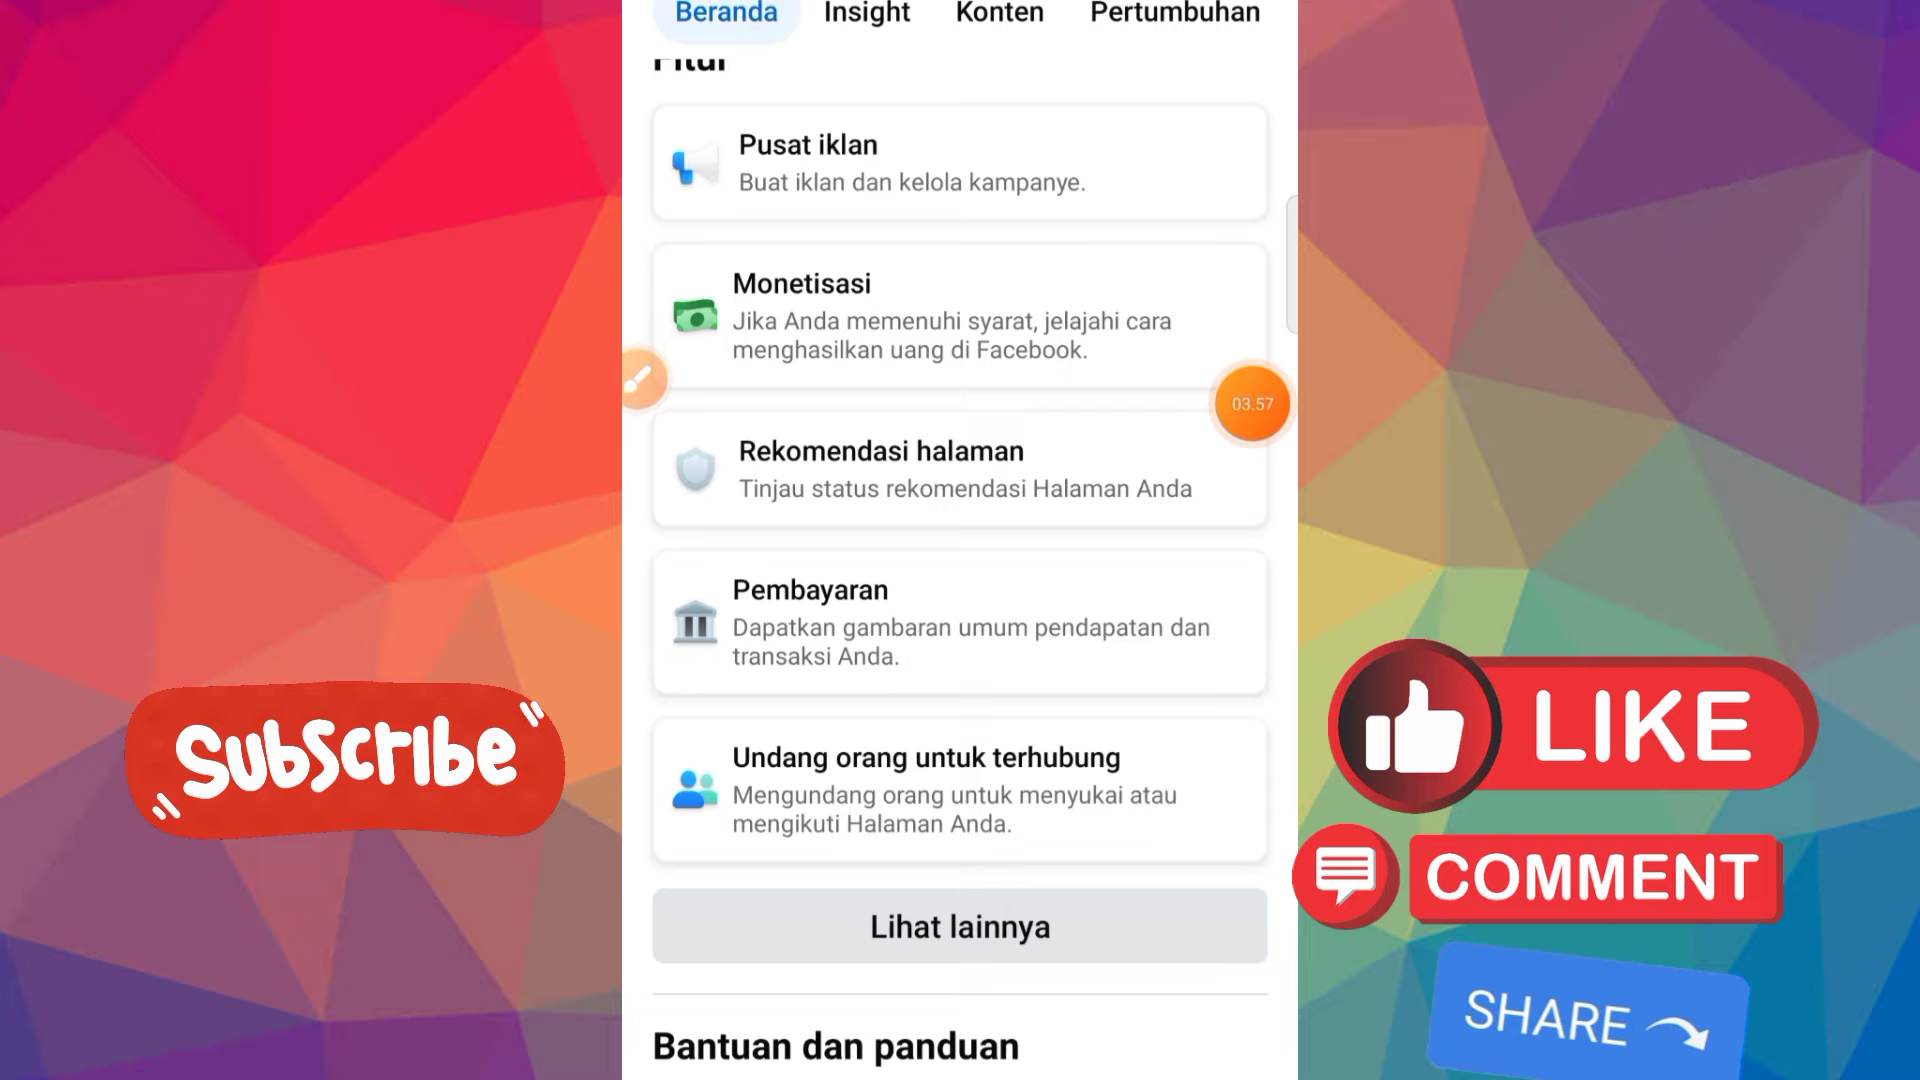 Beranda Insight Konten Pertumbuhan
Fitur
Pusat iklan
Buat iklan dan kelola kampanye.
Monetisasi
Jika Anda memenuhi syarat, jelajahi cara
menghasilkan uang di Facebook.
03.57
Rekomendasi halaman
Tinjau status rekomendasi Halaman Anda
Pembayaran
Dapatkan gambaran umum pendapatan dan
transaksi Anda.
Undang orang untuk terhubung
Mengundang orang untuk menyukai atau
mengikuti Halaman Anda.
Lihat lainnya
Bantuan dan panduan
Subscribe
LIKE
COMMENT
SHARE